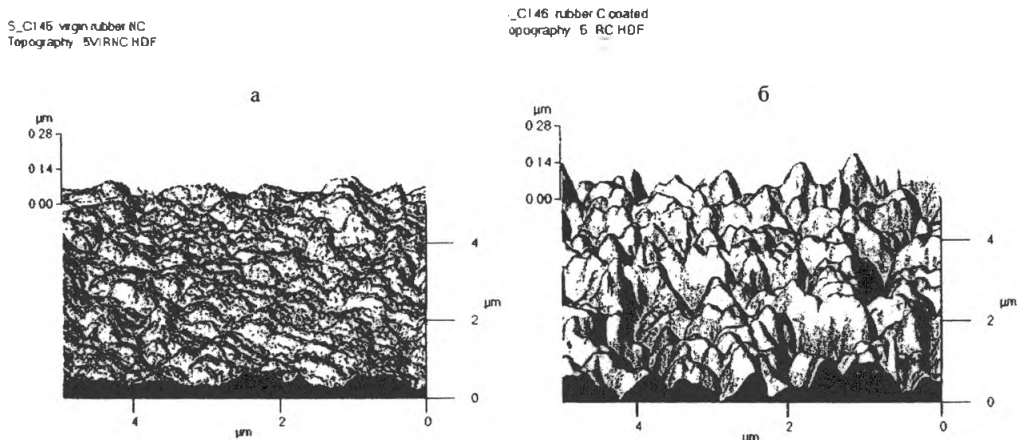 S_C146 virgin rubber NC
Topography 5VIRNC HDF
_C146 rubber C coated
opography 5 RC HDF
а
б
µm
0.28
0.14
0.00
4
2
0
µm
4
2
0
µm
µm
0.28
0.14
0.00
4
2
0
µm
4
2
0
µm